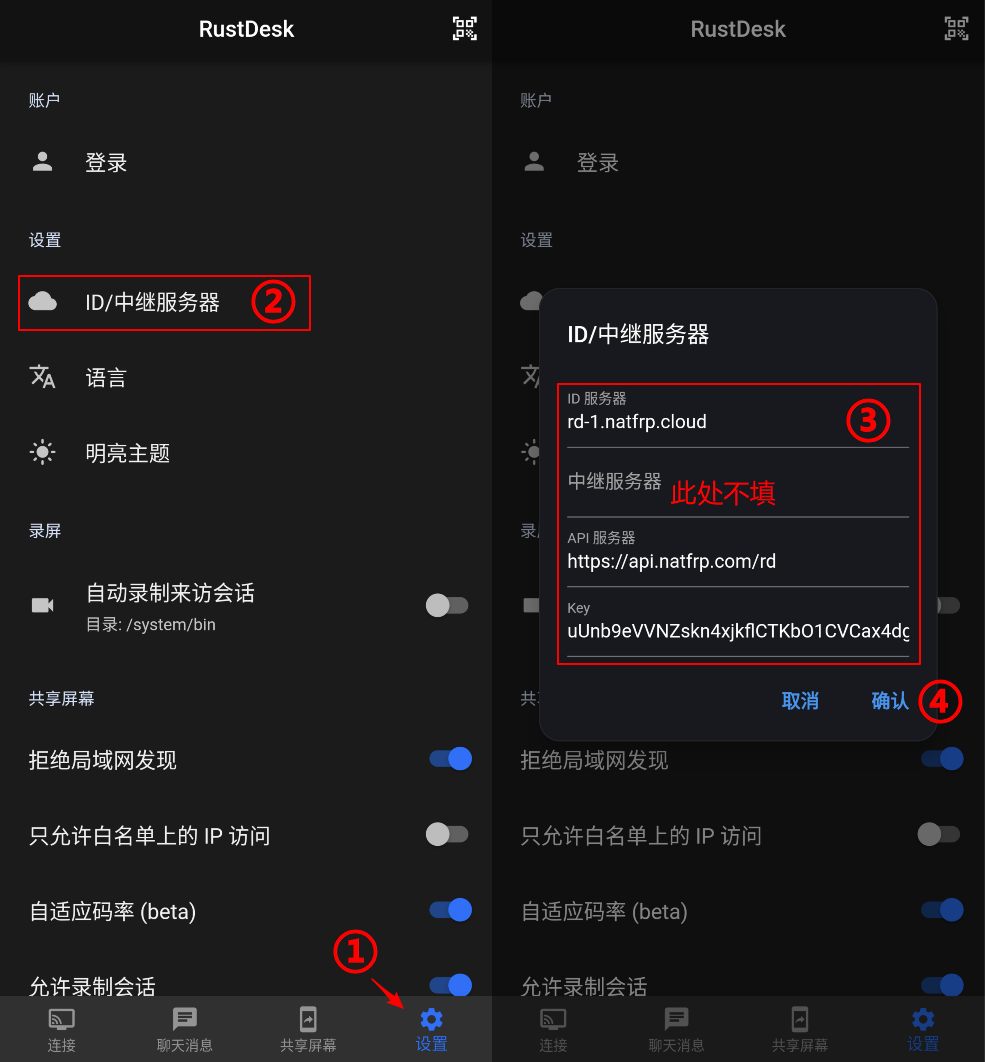 RustDesk
账户
登录
设置
ID/中继服务器 ②
语言
明亮主题
录屏
自动录制来访会话
目录: /system/bin
共享屏幕
拒绝局域网发现
只允许白名单上的 IP 访问
自适应码率 (beta)
①
允许录制会话
连接
聊天消息
共享屏幕
设置
RustDesk
账户
登录
设置
ID/中继服务器
ID 服务器
rd-1.natfrp.cloud ③
中继服务器 此处不填
API 服务器
https://api.natfrp.com/rd
Key
uUnb9eVVNZskn4xjkflCTKbO1CVCax4dg
取消
确认 ④
拒绝局域网发现
只允许白名单上的 IP 访问
自适应码率 (beta)
允许录制会话
连接
聊天消息
共享屏幕
设置